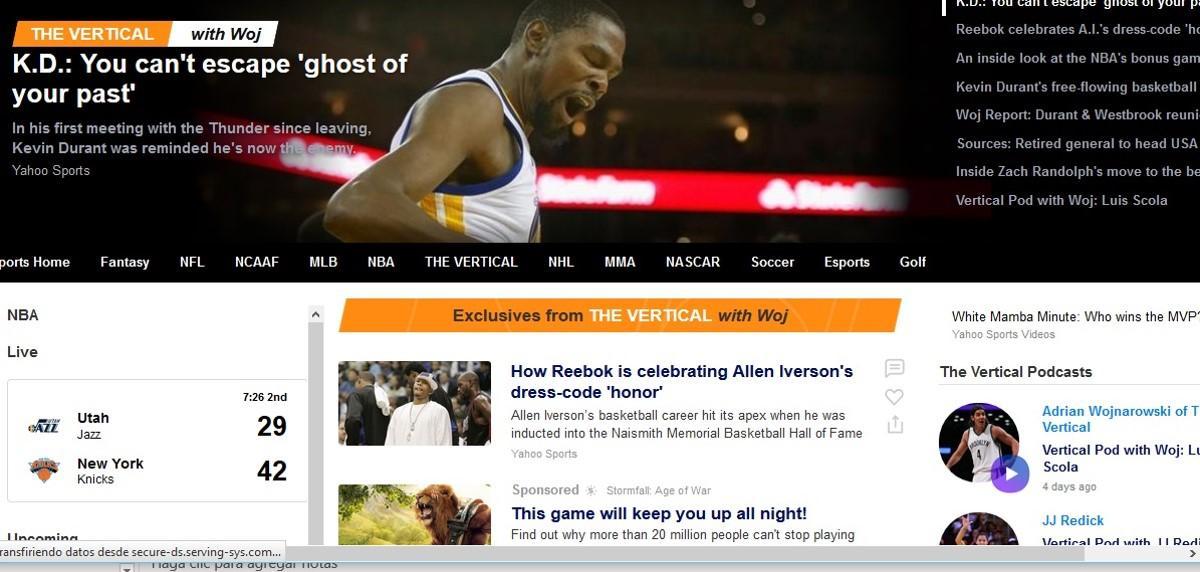 THE VERTICAL with Woj
K.D.: You can't escape 'ghost of
your past'
In his first meeting with the Thunder since leaving,
Kevin Durant was reminded he's now the enemy.
Yahoo Sports
StateFarm
StateFarm
K.D.: You can't escape 'ghost of your pa
Reebok celebrates A.I.'s dress-code 'ho
An inside look at the NBA's bonus gam
Kevin Durant's free-flowing basketball
Woj Report: Durant & Westbrook reuni
Sources: Retired general to head USA
Inside Zach Randolph's move to the be
Vertical Pod with Woj: Luis Scola
ports Home Fantasy NFL NCAAF MLB NBA THE VERTICAL NHL MMA NASCAR Soccer Esports Golf
NBA
Live
7:26 2nd
JAZZ
Utah
Jazz
29
New York
Knicks
42
Upcoming
Exclusives from THE VERTICAL with Woj
How Reebok is celebrating Allen Iverson's
dress-code 'honor'
Allen Iverson's basketball career hit its apex when he was
inducted into the Naismith Memorial Basketball Hall of Fame
Yahoo Sports
Sponsored Stormfall: Age of War
This game will keep you up all night!
Find out why more than 20 million people can't stop playing
White Mamba Minute: Who wins the MVP?
Yahoo Sports Videos
The Vertical Podcasts
BROOKLYN
4
Adrian Wojnarowski of T
Vertical
Vertical Pod with Woj: Lu
Scola
4 days ago
JJ Redick
Vertical Pod with JJ Redi
ransfiriendo datos desde secure-ds.serving-sys.com...
Haga clic para agregar notas